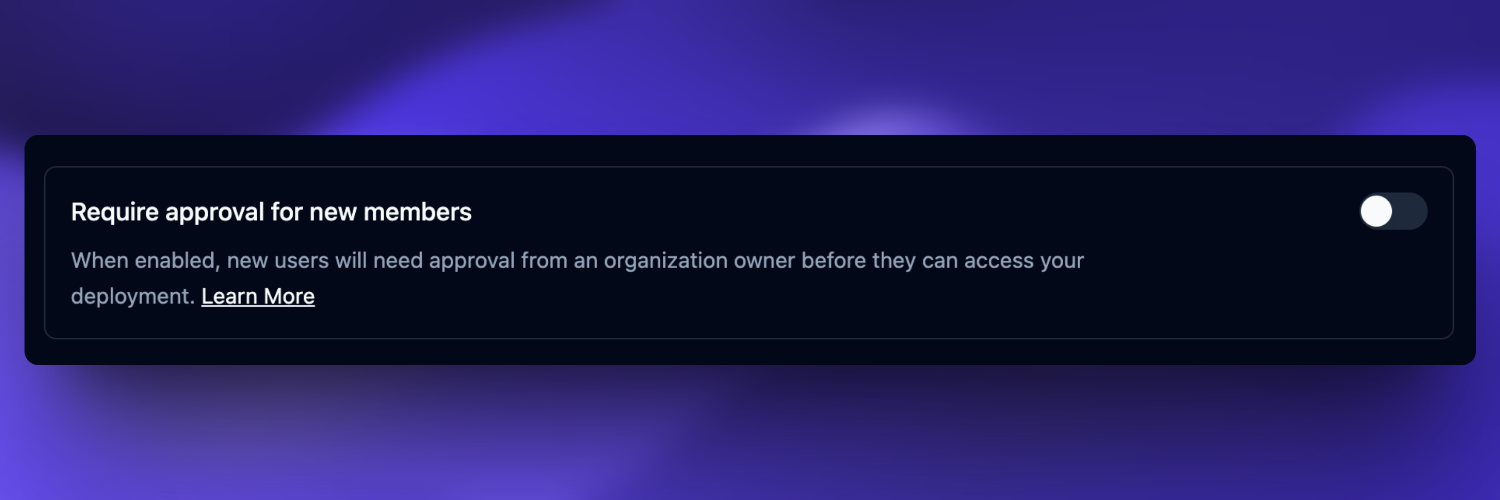 Require approval for new members
When enabled, new users will need approval from an organization owner before they can access your
deployment. Learn More